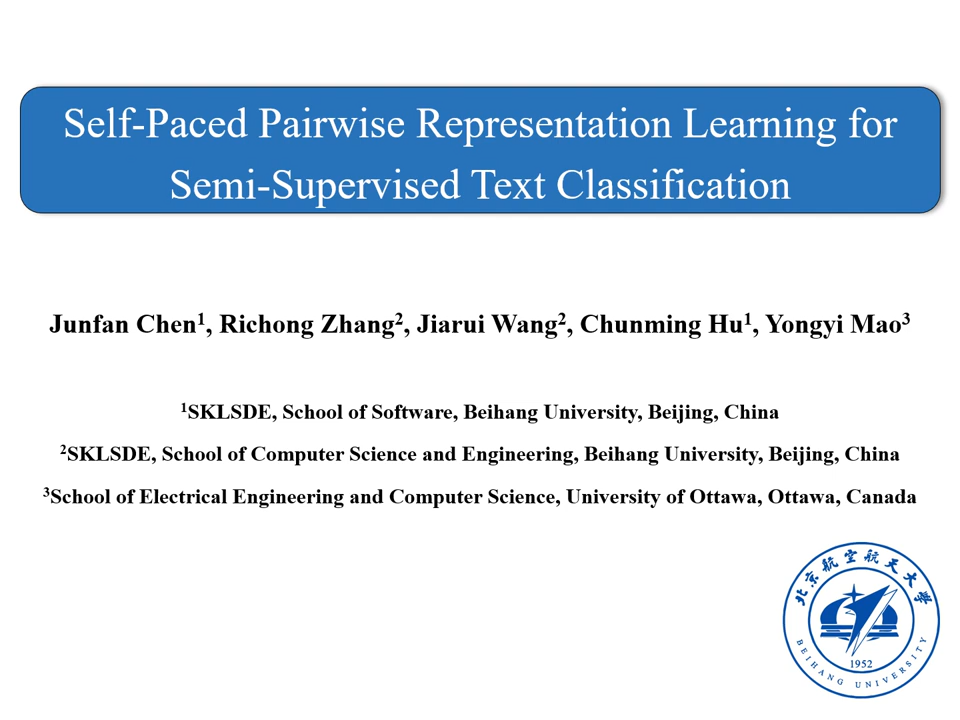 Self-Paced Pairwise Representation Learning for
Semi-Supervised Text Classification
Junfan Chen¹, Richong Zhang², Jiarui Wang², Chunming Hu¹, Yongyi Mao³
¹SKLSDE, School of Software, Beihang University, Beijing, China
²SKLSDE, School of Computer Science and Engineering, Beihang University, Beijing, China
³School of Electrical Engineering and Computer Science, University of Ottawa, Ottawa, Canada
北京航空航天大學
1952
BEIHANG UNIVERSITY